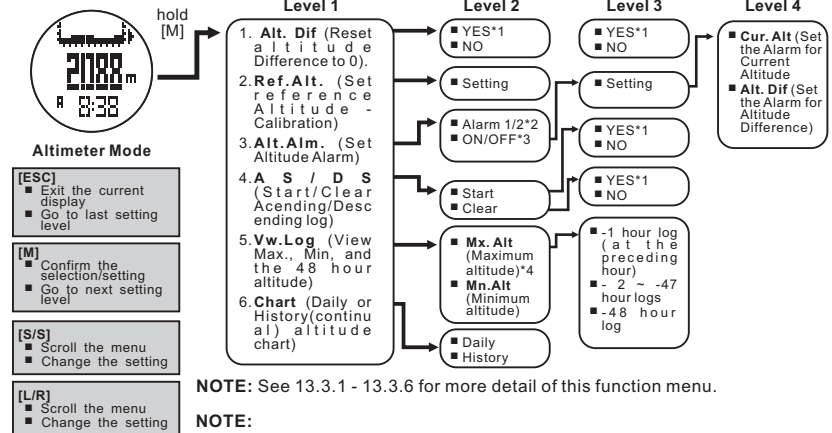 hold
[M]
Level 1
Level 2
Level 3
Level 4
2,1188 m
A 8:38
Altimeter Mode
[ESC]
■ Exit the current
display
■ Go to last setting
level
[M]
■ Confirm the
selection/setting
■ Go to next setting
level
[S/S]
■ Scroll the menu
■ Change the setting
[L/R]
■ Scroll the menu
■ Change the setting
1. Alt. Dif (Reset
altitude
Difference to 0).
2.Ref.Alt. (Set
reference
Altitude -
Calibration)
3.Alt.Alm. (Set
Altitude Alarm)
4.A S / D S
(Start/Clear
Acending/Desc
ending log)
5.Vw.Log (View
Max., Min, and
the 48 hour
altitude)
6.Chart (Daily or
History(continu
al) altitude
chart)
■ YES*1
■ NO
■ Setting
■ Alarm 1/2*2
■ ON/OFF*3
■ Start
■ Clear
■ Mx. Alt
(Maximum
altitude)*4
■ Mn.Alt
(Minimum
altitude)
■ Daily
■ History
■ YES*1
■ NO
■ Setting
■ YES*1
■ NO
■ YES*1
■ NO
■ -1 hour log
(at the
preceding
hour)
■ - 2 ~ -47
hour logs
■ -48 hour
log
■ Cur. Alt (Set
the Alarm for
Current
Altitude
■ Alt. Dif (Set
the Alarm for
Altitude
Difference)
NOTE: See 13.3.1 - 13.3.6 for more detail of this function menu.
NOTE: